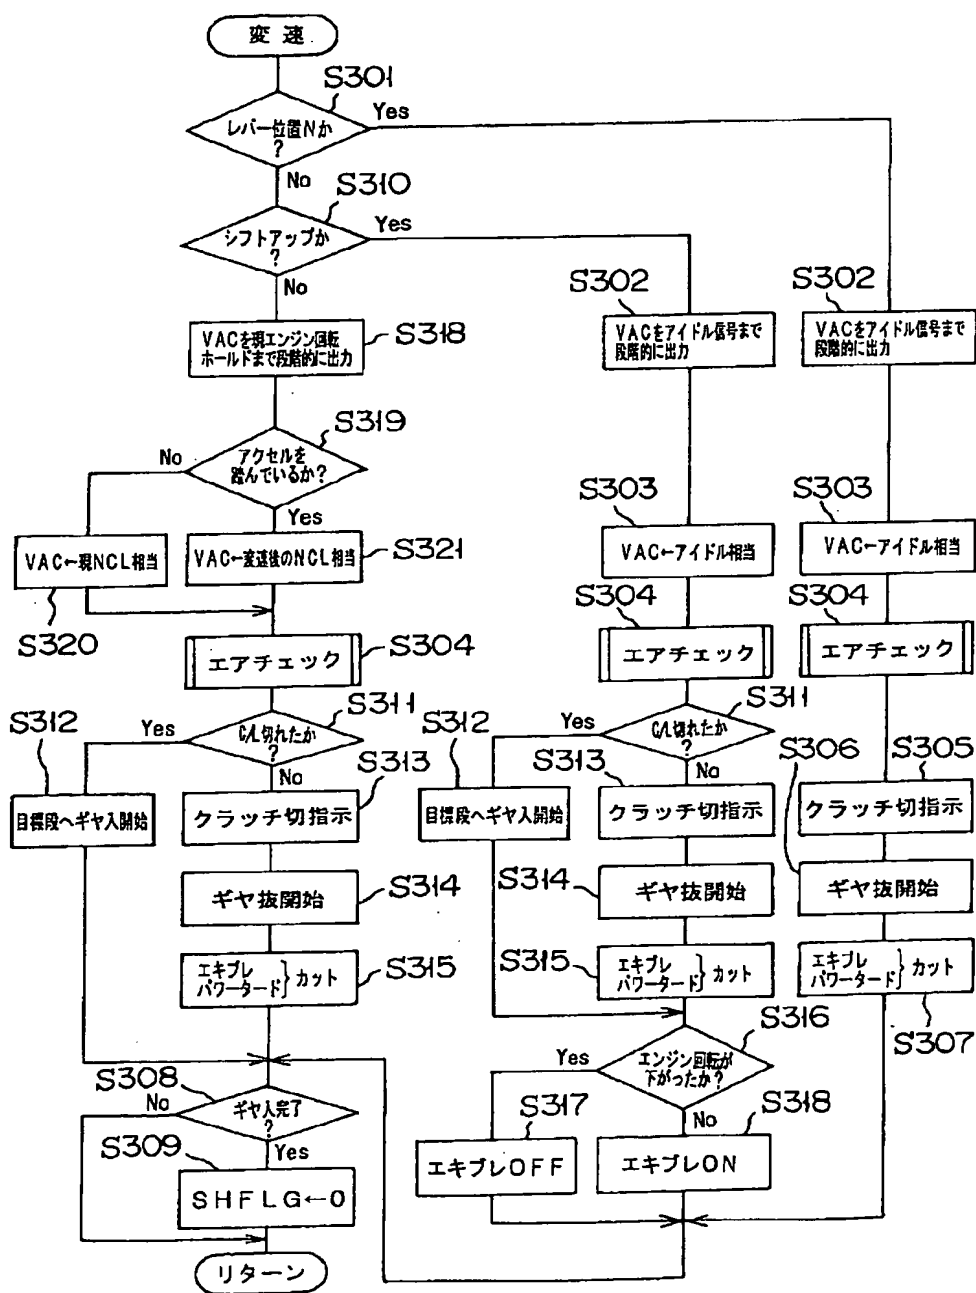 変速
S301
レバー位置Nか
?
Yes
No
S310
シフトアップか
?
Yes
No
VACを現エンジン回転
ホールドまで段階的に出力
S318
S302
VACをアイドル信号まで
段階的に出力
S302
VACをアイドル信号まで
段階的に出力
S319
アクセルを
踏んでいるか?
No
Yes
VAC←現NCL相当
S320
VAC←変速後のNCL相当
S321
S303
VAC←アイドル相当
S303
VAC←アイドル相当
エアチェック
S304
S304
エアチェック
S304
エアチェック
S311
C/L切れたか
?
Yes
No
S312
目標段へギヤ入開始
S313
クラッチ切指示
S314
ギヤ抜開始
S315
エキブレ
パワータード}カット
S311
C/L切れたか
?
Yes
No
S312
目標段へギヤ入開始
S313
クラッチ切指示
S314
ギヤ抜開始
S315
エキブレ
パワータード}カット
S305
クラッチ切指示
S306
ギヤ抜開始
エキブレ
パワータード}カット
S307
S316
エンジン回転が
下がったか?
Yes
No
S317
エキブレOFF
S318
エキブレON
S308
ギヤ入完了
?
No
Yes
S309
SHFLG←0
リターン